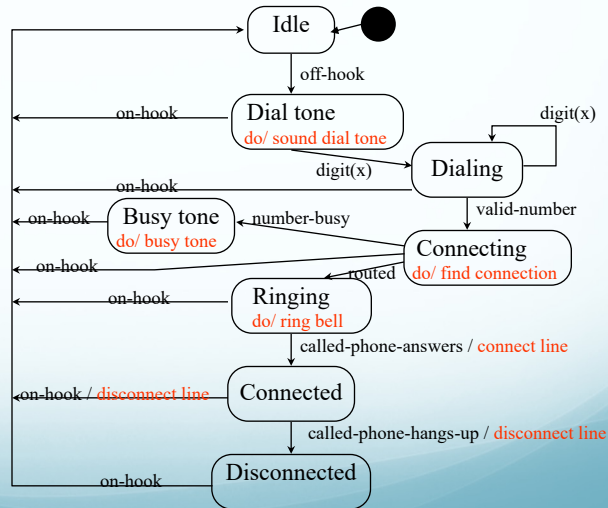 Idle
off-hook
on-hook
Dial tone
do/ sound dial tone
digit(x)
digit(x)
Dialing
on-hook
valid-number
Busy tone
do/ busy tone
on-hook
number-busy
Connecting
do/ find connection
on-hook
routed
Ringing
do/ ring bell
on-hook
called-phone-answers / connect line
Connected
on-hook / disconnect line
called-phone-hangs-up / disconnect line
Disconnected
on-hook